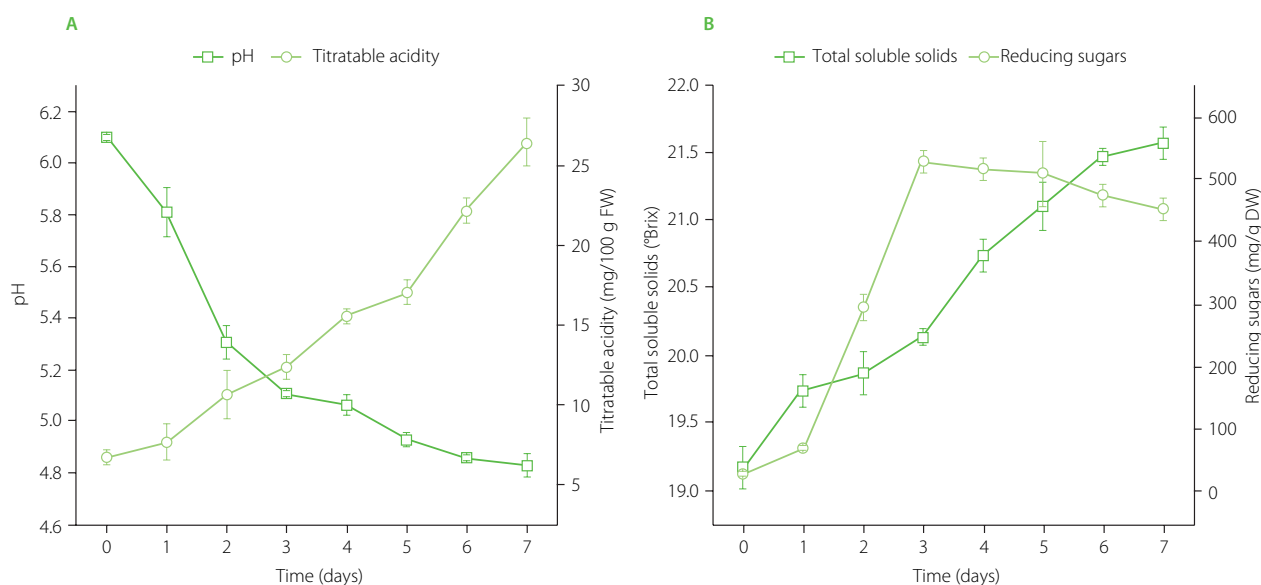 A
pH
Titratable acidity
6.2
6.0
5.8
5.6
5.4
5.2
5.0
4.8
4.6
pH
30
25
20
15
10
5
Titratable acidity (mg/100 g FW)
0 1 2 3 4 5 6 7
Time (days)
B
Total soluble solids
Reducing sugars
22.0
21.5
21.0
20.5
20.0
19.5
19.0
Total soluble solids (°Brix)
600
500
400
300
200
100
0
Reducing sugars (mg/g DW)
0 1 2 3 4 5 6 7
Time (days)